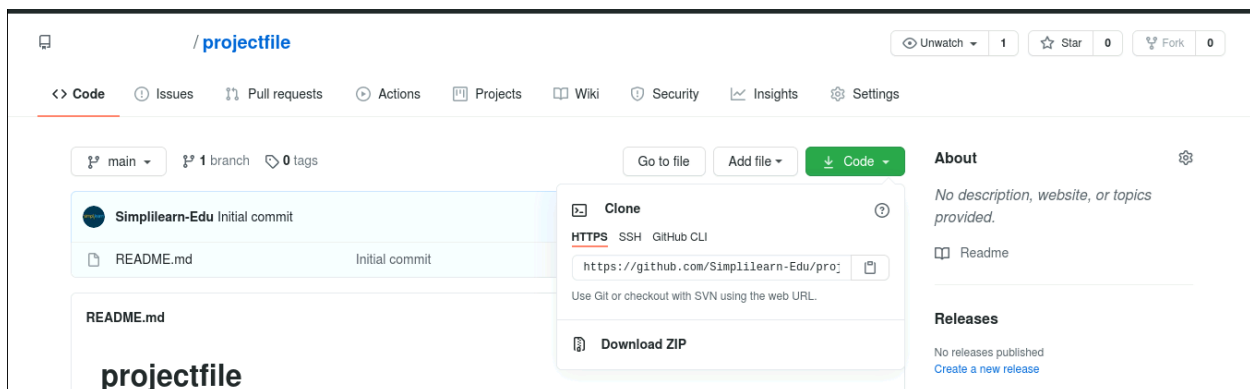 / projectfile
Unwatch 1 Star 0 Fork 0
Code Issues Pull requests Actions Projects Wiki Security Insights Settings
main 1 branch 0 tags Go to file Add file Code
About
No description, website, or topics
provided.
Readme
Releases
No releases published
Create a new release
Simplilearn-Edu Initial commit
README.md Initial commit
Clone
HTTPS SSH GitHub CLI
https://github.com/Simplilearn-Edu/proj
Use Git or checkout with SVN using the web URL.
Download ZIP
README.md
projectfile